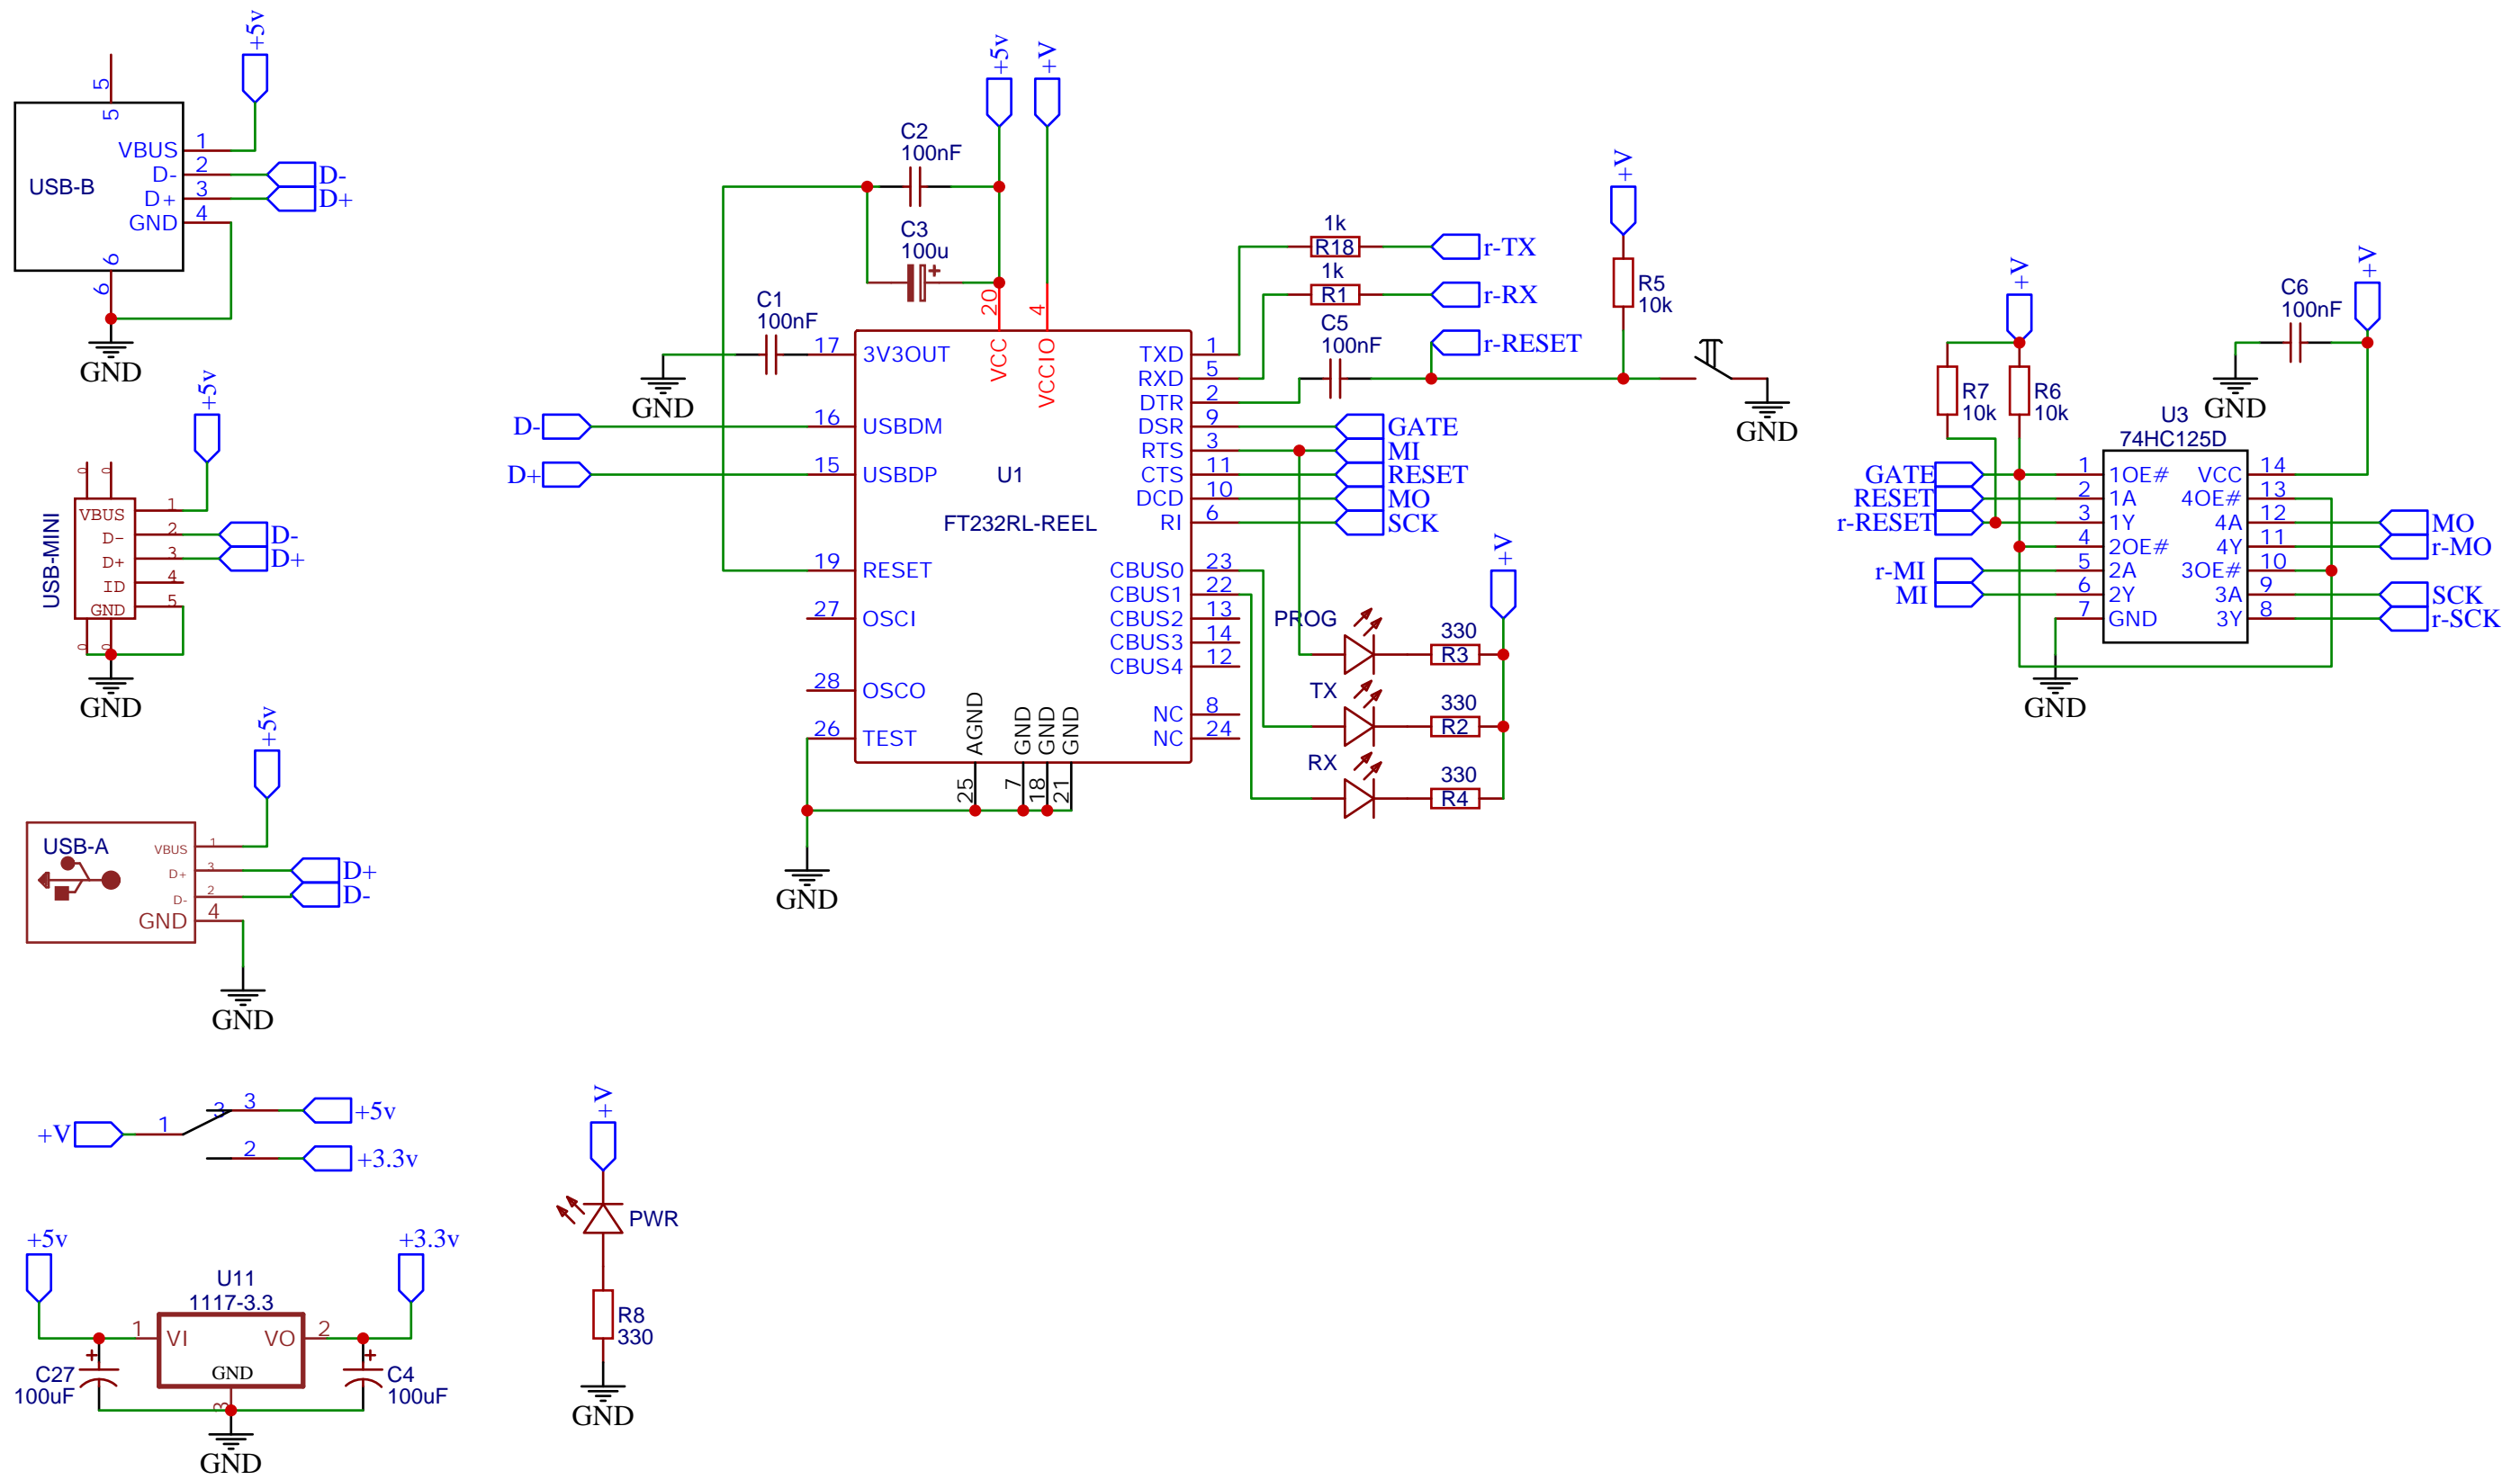 +5v
5
5
USB-B
VBUS 1
D- 2 D-
D+ 3 D+
GND 4
6
6
GND
+5v
0 0
USB-MINI
VBUS 1
D- 2 D-
D+ 3 D+
ID 4
GND 5
0 0
GND
+5v
USB-A
VBUS 1
D+ 3 D+
D- 2 D-
GND 4
GND
+V 1
3 3 +5v
2 +3.3v
+5v
+3.3v
U11
1117-3.3
1 VI VO 2
GND
3
C27
100uF
C4
100uF
GND
+V
PWR
R8
330
GND
+5v
+V
C2
100nF
C3
100u
+
C1
100nF
GND
20
4
VCC
VCCIO
17 3V3OUT
D- 16 USBDM
D+ 15 USBDP
U1
FT232RL-REEL
19 RESET
27 OSCI
28 OSCO
26 TEST
AGND
GND
GND
GND
25
7
18
21
GND
TXD 1
RXD 5
DTR 2
DSR 9 GATE
RTS 3 MI
CTS 11 RESET
DCD 10 MO
RI 6 SCK
CBUS0 23
CBUS1 22
CBUS2 13
CBUS3 14
CBUS4 12
NC 8
NC 24
1k
R18 r-TX
1k
R1 r-RX
C5
100nF
r-RESET
+V
R5
10k
GND
+V
PROG
330
R3
TX
330
R2
RX
330
R4
+V
R7
10k
R6
10k
+V
C6
100nF
GND
U3
74HC125D
GATE 1 1OE#
RESET 2 1A
r-RESET 3 1Y
4 2OE#
r-MI 5 2A
MI 6 2Y
7 GND
VCC 14
4OE# 13
4A 12 MO
4Y 11 r-MO
3OE# 10
3A 9 SCK
3Y 8 r-SCK
GND